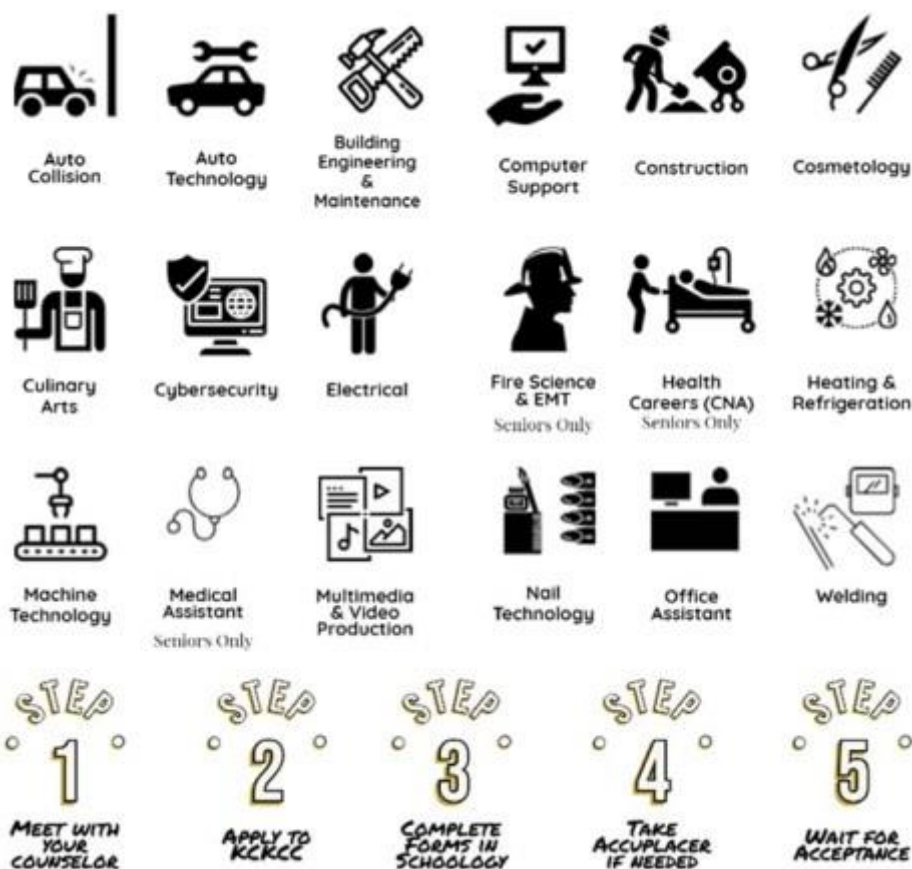 Auto
Collision
Auto
Technology
Building
Engineering
&
Maintenance
Computer
Support
Construction
Cosmetology
Culinary
Arts
Cybersecurity
Electrical
Fire Science
& EMT
Seniors Only
Health
Careers (CNA)
Seniors Only
Heating &
Refrigeration
Machine
Technology
Medical
Assistant
Seniors Only
Multimedia
& Video
Production
Nail
Technology
Office
Assistant
Welding
STEP
1
MEET WITH
YOUR
COUNSELOR
STEP
2
APPLY TO
KCKCC
STEP
3
COMPLETE
FORMS IN
SCHOOLOGY
STEP
4
TAKE
ACCUPLACER
IF NEEDED
STEP
5
WAIT FOR
ACCEPTANCE